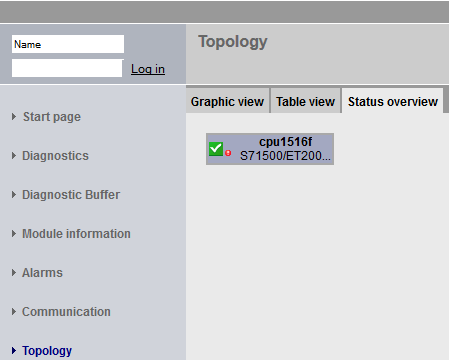 Name
Log in
Topology
Graphic view Table view Status overview
cpu1516f
S71500/ET200...
Start page
Diagnostics
Diagnostic Buffer
Module information
Alarms
Communication
Topology